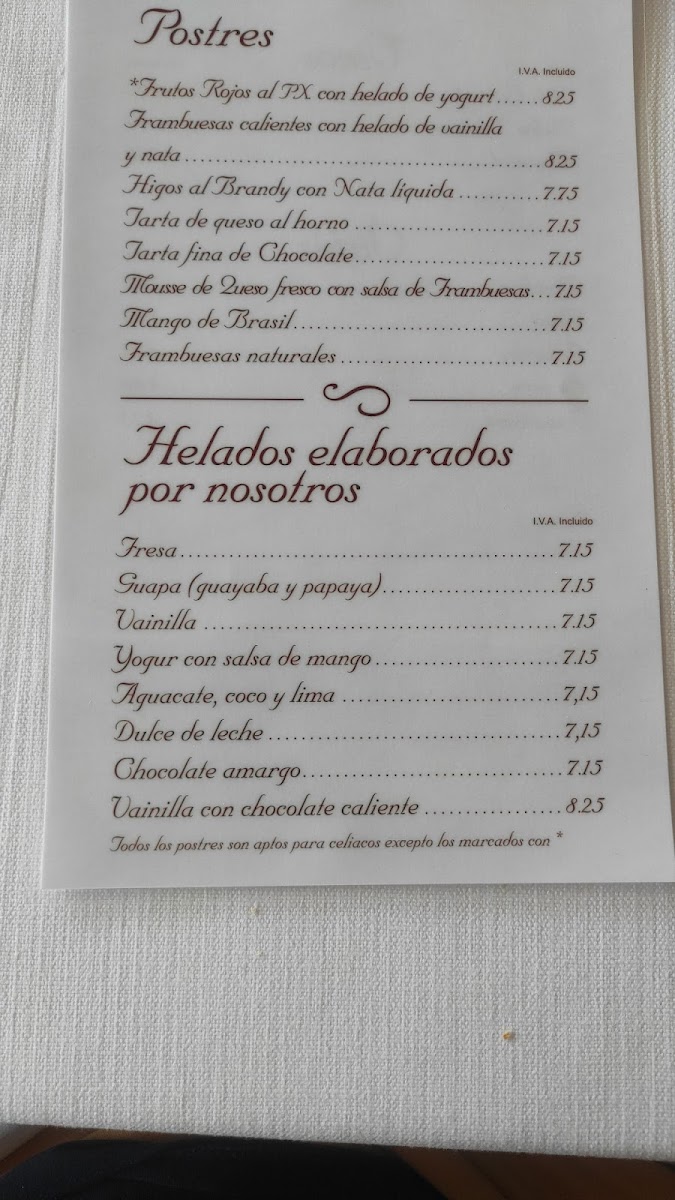 Postres
I.V.A. Incluido
*Frutos Rojos al PX con helado de yogurt...... 8.25
Frambuesas calientes con helado de vainilla
y nata.................................................. 8.25
Higos al Brandy con Nata líquida ........... 7.75
Tarta de queso al horno .......................... 7.15
Tarta fina de Chocolate.......................... 7.15
Mousse de Queso fresco con salsa de Frambuesas... 7.15
Mango de Brasil................................... 7.15
Frambuesas naturales ............................ 7.15
Helados elaborados
por nosotros
I.V.A. Incluido
Fresa.................................................. 7.15
Guapa (guayaba y papaya)....................... 7.15
Vainilla ............................................... 7.15
Yogur con salsa de mango ........................ 7.15
Aguacate, coco y lima ............................ 7,15
Dulce de leche ...................................... 7,15
Chocolate amargo.................................. 7.15
Vainilla con chocolate caliente ................. 8.25
Todos los postres son aptos para celiacos excepto los marcados con *